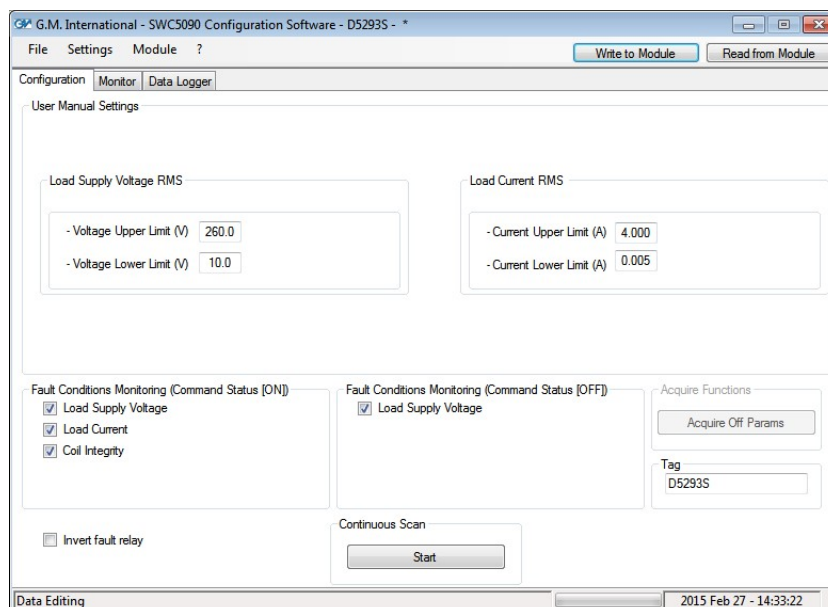 G.M. International - SWC5090 Configuration Software - D5293S - *
File Settings Module ? Write to Module Read from Module
Configuration Monitor Data Logger
User Manual Settings
Load Supply Voltage RMS Load Current RMS
- Voltage Upper Limit (V) 260.0 - Current Upper Limit (A) 4.000
- Voltage Lower Limit (V) 10.0 - Current Lower Limit (A) 0.005
Fault Conditions Monitoring (Command Status [ON]) Fault Conditions Monitoring (Command Status [OFF]) Acquire Functions
Load Supply Voltage Load Supply Voltage Acquire Off Params
Load Current
Coil Integrity
Tag
D5293S
Invert fault relay Continuous Scan
Start
Data Editing 2015 Feb 27 - 14:33:22